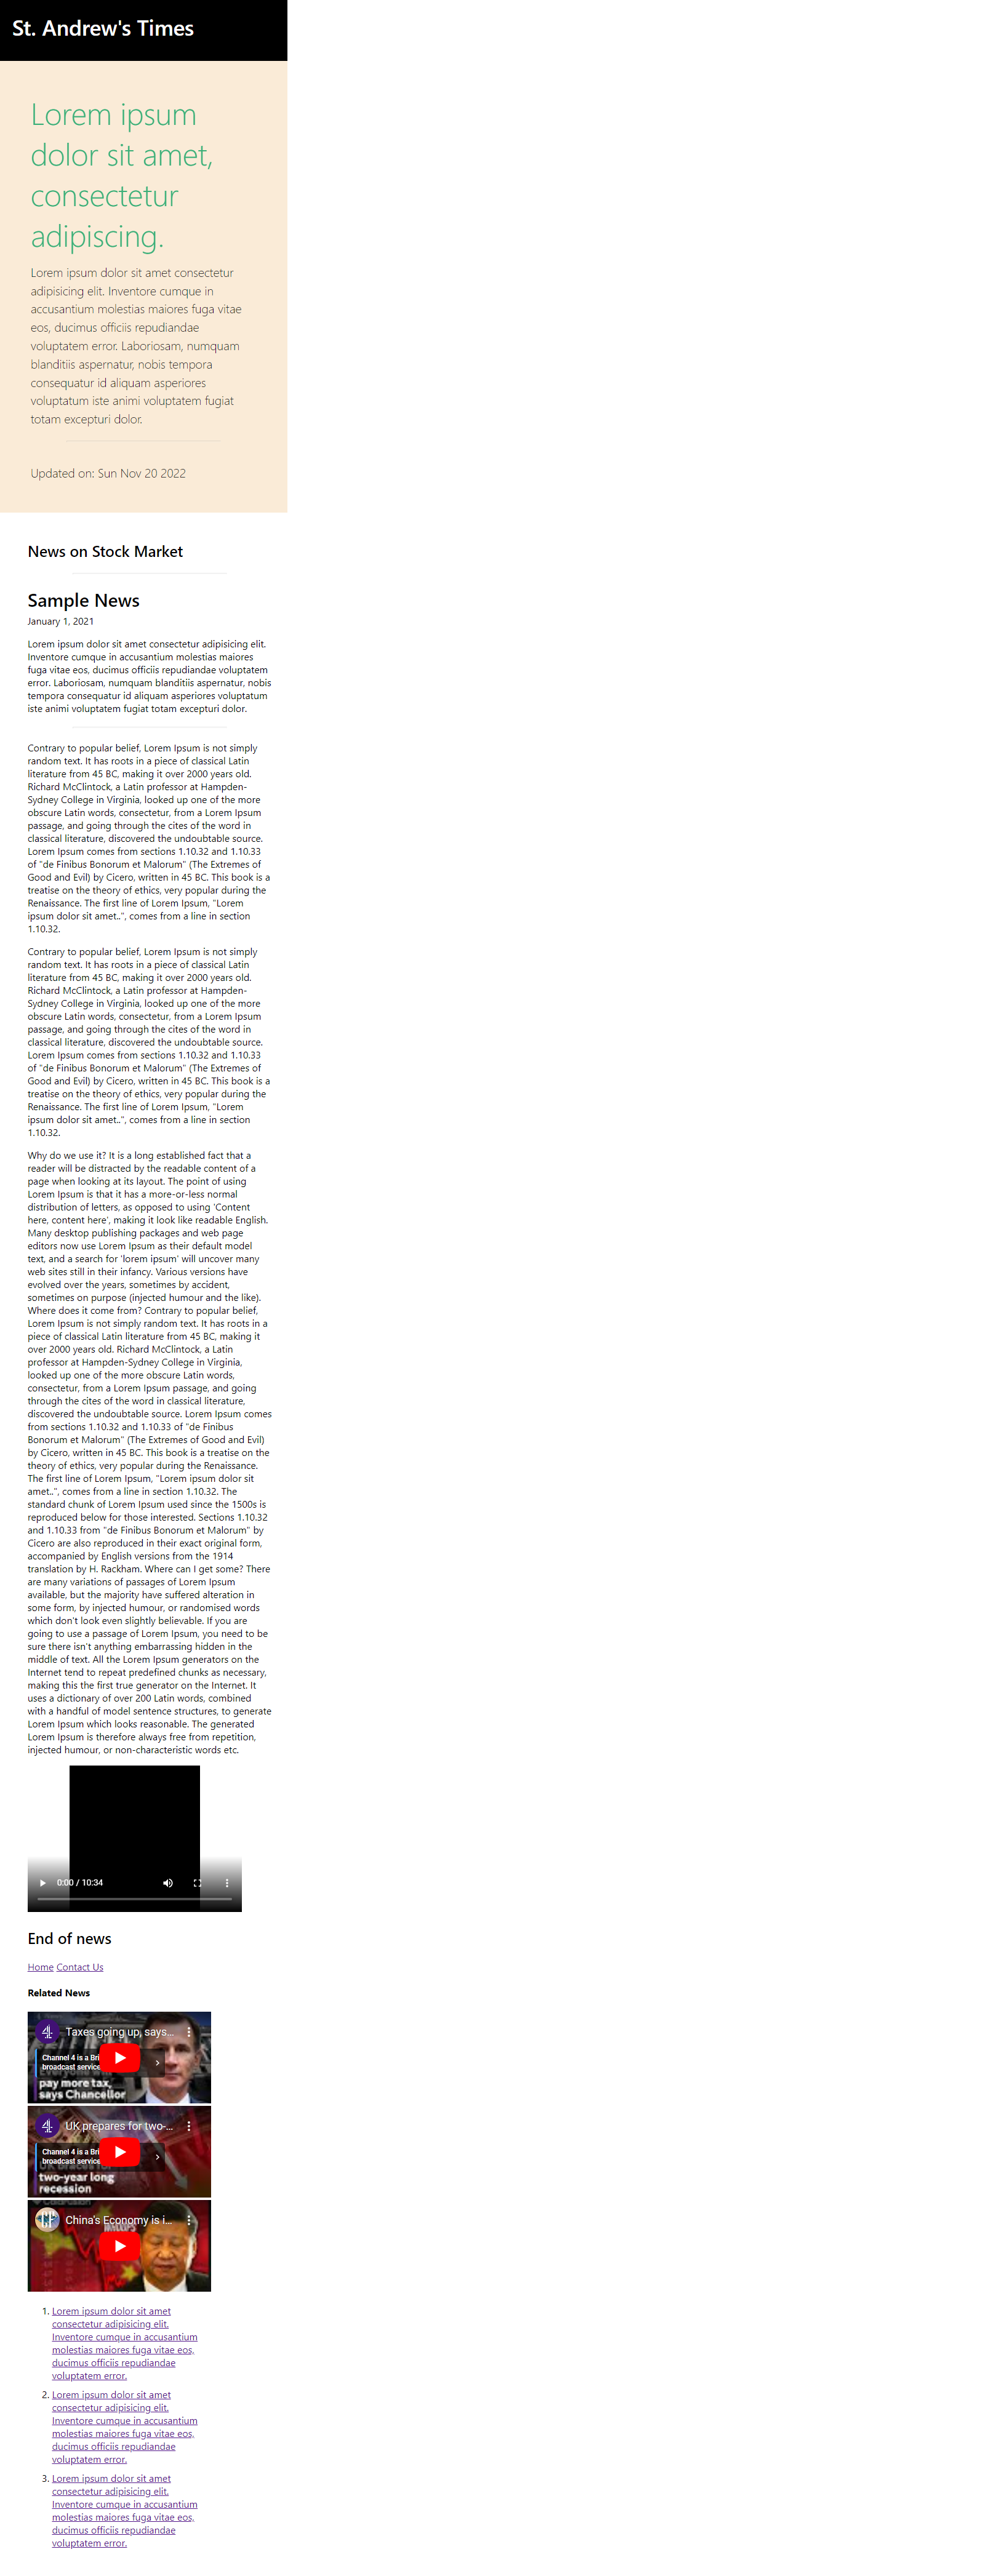 St. Andrew's Times
Lorem ipsum
dolor sit amet,
consectetur
adipiscing.
Lorem ipsum dolor sit amet consectetur
adipisicing elit. Inventore cumque in
accusantium molestias maiores fuga vitae
eos, ducimus officiis repudiandae
voluptatem error. Laboriosam, numquam
blanditiis aspernatur, nobis tempora
consequatur id aliquam asperiores
voluptatum iste animi voluptatem fugiat
totam excepturi dolor.
Updated on: Sun Nov 20 2022
News on Stock Market
Sample News
January 1, 2021
Lorem ipsum dolor sit amet consectetur adipisicing elit.
Inventore cumque in accusantium molestias maiores
fuga vitae eos, ducimus officiis repudiandae voluptatem
error. Laboriosam, numquam blanditiis aspernatur, nobis
tempora consequatur id aliquam asperiores voluptatum
iste animi voluptatem fugiat totam excepturi dolor.
Contrary to popular belief, Lorem Ipsum is not simply
random text. It has roots in a piece of classical Latin
literature from 45 BC, making it over 2000 years old.
Richard McClintock, a Latin professor at Hampden-
Sydney College in Virginia, looked up one of the more
obscure Latin words, consectetur, from a Lorem Ipsum
passage, and going through the cites of the word in
classical literature, discovered the undoubtable source.
Lorem Ipsum comes from sections 1.10.32 and 1.10.33
of "de Finibus Bonorum et Malorum" (The Extremes of
Good and Evil) by Cicero, written in 45 BC. This book is a
treatise on the theory of ethics, very popular during the
Renaissance. The first line of Lorem Ipsum, "Lorem
ipsum dolor sit amet..", comes from a line in section
1.10.32.
Contrary to popular belief, Lorem Ipsum is not simply
random text. It has roots in a piece of classical Latin
literature from 45 BC, making it over 2000 years old.
Richard McClintock, a Latin professor at Hampden-
Sydney College in Virginia, looked up one of the more
obscure Latin words, consectetur, from a Lorem Ipsum
passage, and going through the cites of the word in
classical literature, discovered the undoubtable source.
Lorem Ipsum comes from sections 1.10.32 and 1.10.33
of "de Finibus Bonorum et Malorum" (The Extremes of
Good and Evil) by Cicero, written in 45 BC. This book is a
treatise on the theory of ethics, very popular during the
Renaissance. The first line of Lorem Ipsum, "Lorem
ipsum dolor sit amet..", comes from a line in section
1.10.32.
Why do we use it? It is a long established fact that a
reader will be distracted by the readable content of a
page when looking at its layout. The point of using
Lorem Ipsum is that it has a more-or-less normal
distribution of letters, as opposed to using 'Content
here, content here', making it look like readable English.
Many desktop publishing packages and web page
editors now use Lorem Ipsum as their default model
text, and a search for 'lorem ipsum' will uncover many
web sites still in their infancy. Various versions have
evolved over the years, sometimes by accident,
sometimes on purpose (injected humour and the like).
Where does it come from? Contrary to popular belief,
Lorem Ipsum is not simply random text. It has roots in a
piece of classical Latin literature from 45 BC, making it
over 2000 years old. Richard McClintock, a Latin
professor at Hampden-Sydney College in Virginia,
looked up one of the more obscure Latin words,
consectetur, from a Lorem Ipsum passage, and going
through the cites of the word in classical literature,
discovered the undoubtable source. Lorem Ipsum comes
from sections 1.10.32 and 1.10.33 of "de Finibus
Bonorum et Malorum" (The Extremes of Good and Evil)
by Cicero, written in 45 BC. This book is a treatise on the
theory of ethics, very popular during the Renaissance.
The first line of Lorem Ipsum, "Lorem ipsum dolor sit
amet..", comes from a line in section 1.10.32. The
standard chunk of Lorem Ipsum used since the 1500s is
reproduced below for those interested. Sections 1.10.32
and 1.10.33 from "de Finibus Bonorum et Malorum" by
Cicero are also reproduced in their exact original form,
accompanied by English versions from the 1914
translation by H. Rackham. Where can I get some? There
are many variations of passages of Lorem Ipsum
available, but the majority have suffered alteration in
some form, by injected humour, or randomised words
which don't look even slightly believable. If you are
going to use a passage of Lorem Ipsum, you need to be
sure there isn't anything embarrassing hidden in the
middle of text. All the Lorem Ipsum generators on the
Internet tend to repeat predefined chunks as necessary,
making this the first true generator on the Internet. It
uses a dictionary of over 200 Latin words, combined
with a handful of model sentence structures, to generate
Lorem Ipsum which looks reasonable. The generated
Lorem Ipsum is therefore always free from repetition,
injected humour, or non-characteristic words etc.
0:00 / 10:34
End of news
Home Contact Us
Related News
Taxes going up, says...
Channel 4 is a Bri
broadcast service
pay more tax,
says Chancellor
UK prepares for two-...
Channel 4 is a Bri
broadcast service
two-year long
recession
China's Economy is i...
1. Lorem ipsum dolor sit amet
consectetur adipisicing elit.
Inventore cumque in accusantium
molestias maiores fuga vitae eos,
ducimus officiis repudiandae
voluptatem error.
2. Lorem ipsum dolor sit amet
consectetur adipisicing elit.
Inventore cumque in accusantium
molestias maiores fuga vitae eos,
ducimus officiis repudiandae
voluptatem error.
3. Lorem ipsum dolor sit amet
consectetur adipisicing elit.
Inventore cumque in accusantium
molestias maiores fuga vitae eos,
ducimus officiis repudiandae
voluptatem error.